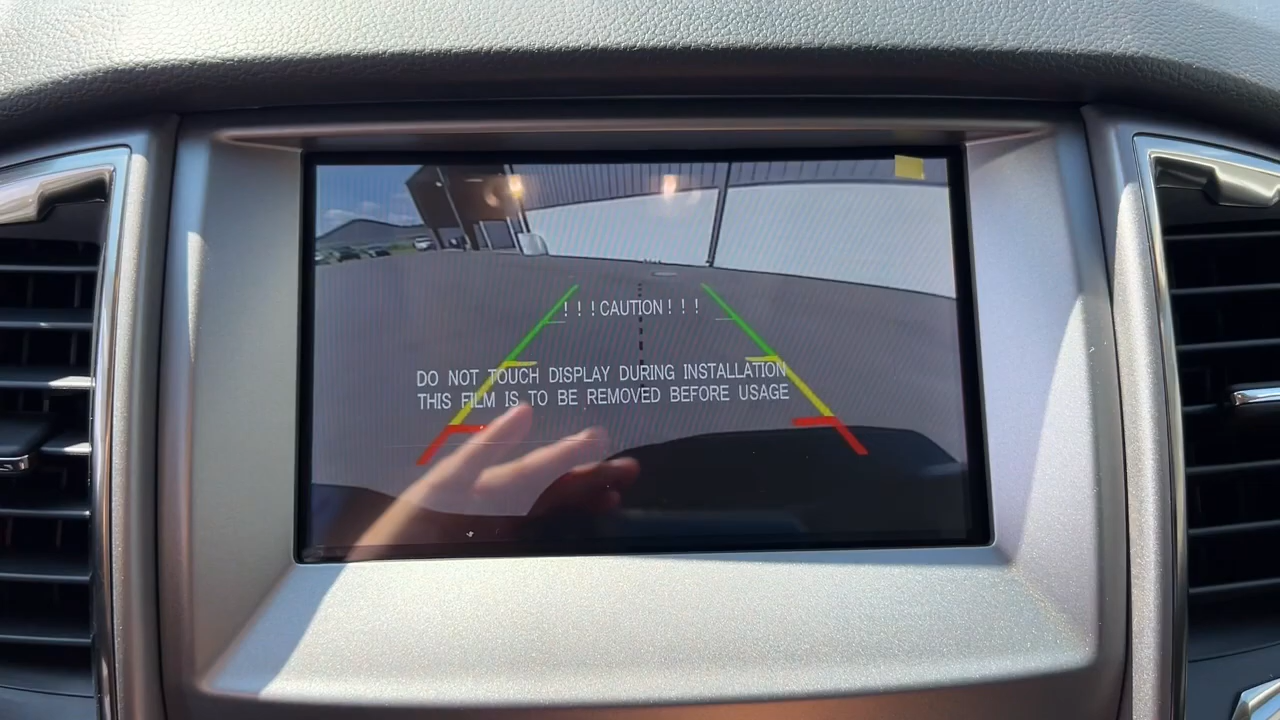 !!!CAUTION!!!
DO NOT TOUCH DISPLAY DURING INSTALLATION
THIS FILM IS TO BE REMOVED BEFORE USAGE